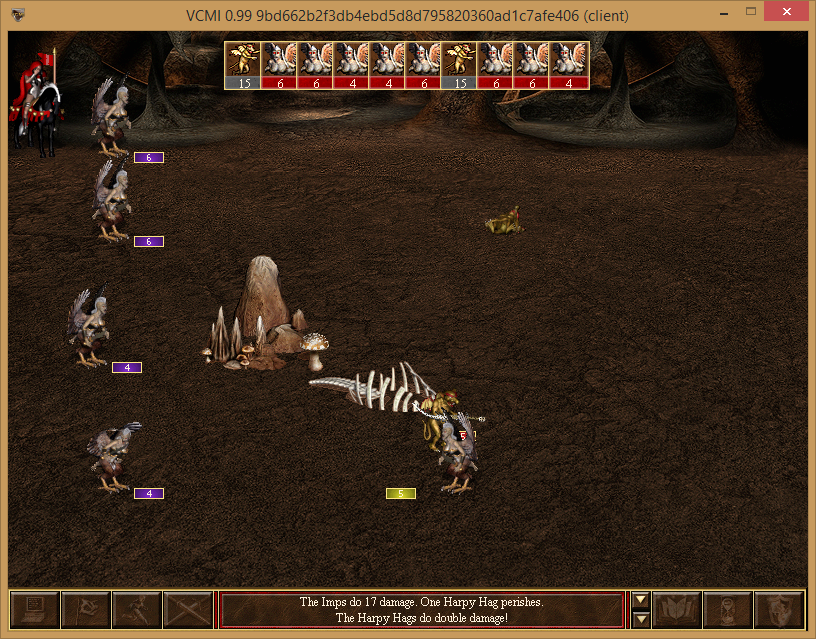 VCMI 0.99 9bd662b2f3db4ebd5d8d795820360ad1c7afe406 (client)
15 6 6 4 4 6 15 6 6 4
6
6
4
4
5
The Imps do 17 damage. One Harpy Hag perishes.
The Harpy Hags do double damage!